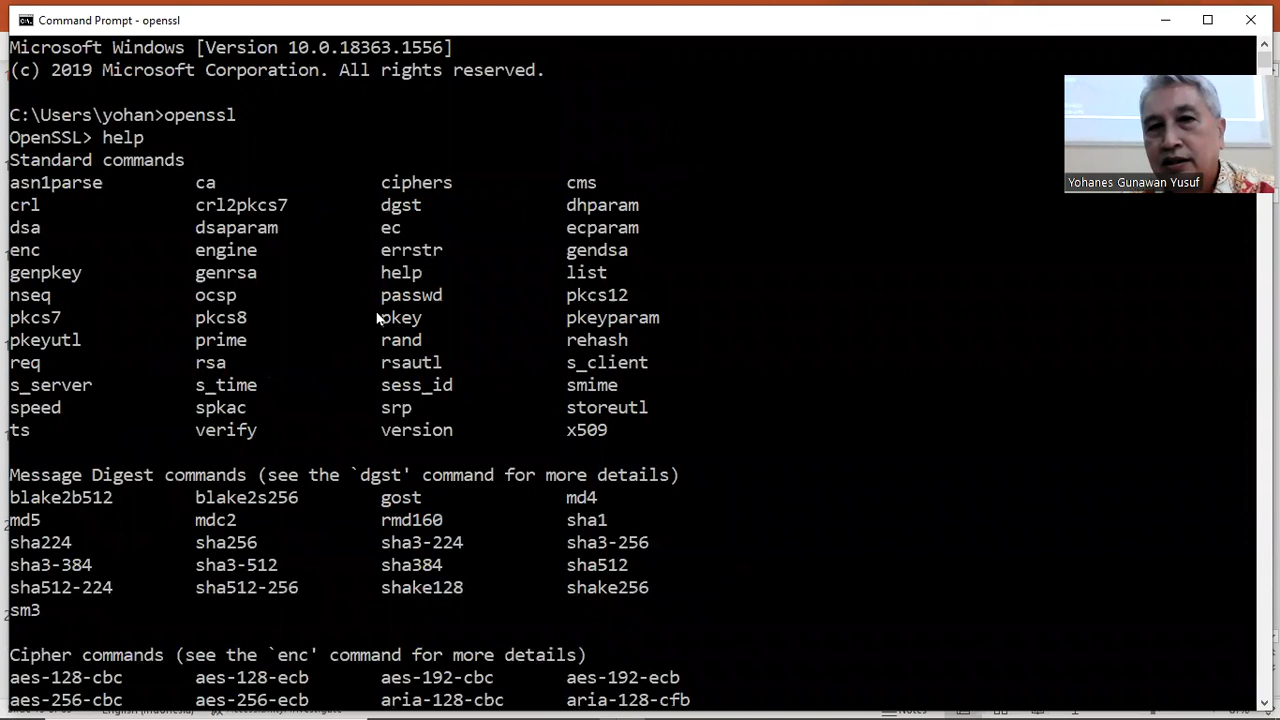 Command Prompt - openssl
Microsoft Windows [Version 10.0.18363.1556]
(c) 2019 Microsoft Corporation. All rights reserved.
C:\Users\yohan>openssl
OpenSSL> help
Standard commands
asn1parse ca ciphers cms
crl crl2pkcs7 dgst dhparam
dsa dsaparam ec ecparam
enc engine errstr gendsa
genpkey genrsa help list
nseq ocsp passwd pkcs12
pkcs7 pkcs8 pkey pkeyparam
pkeyutl prime rand rehash
req rsa rsautl s_client
s_server s_time sess_id smime
speed spkac srp storeutl
ts verify version x509
Message Digest commands (see the `dgst' command for more details)
blake2b512 blake2s256 gost md4
md5 mdc2 rmd160 sha1
sha224 sha256 sha3-224 sha3-256
sha3-384 sha3-512 sha384 sha512
sha512-224 sha512-256 shake128 shake256
sm3
Cipher commands (see the `enc' command for more details)
aes-128-cbc aes-128-ecb aes-192-cbc aes-192-ecb
aes-256-cbc aes-256-ecb aria-128-cbc aria-128-cfb
Yohanes Gunawan Yusuf